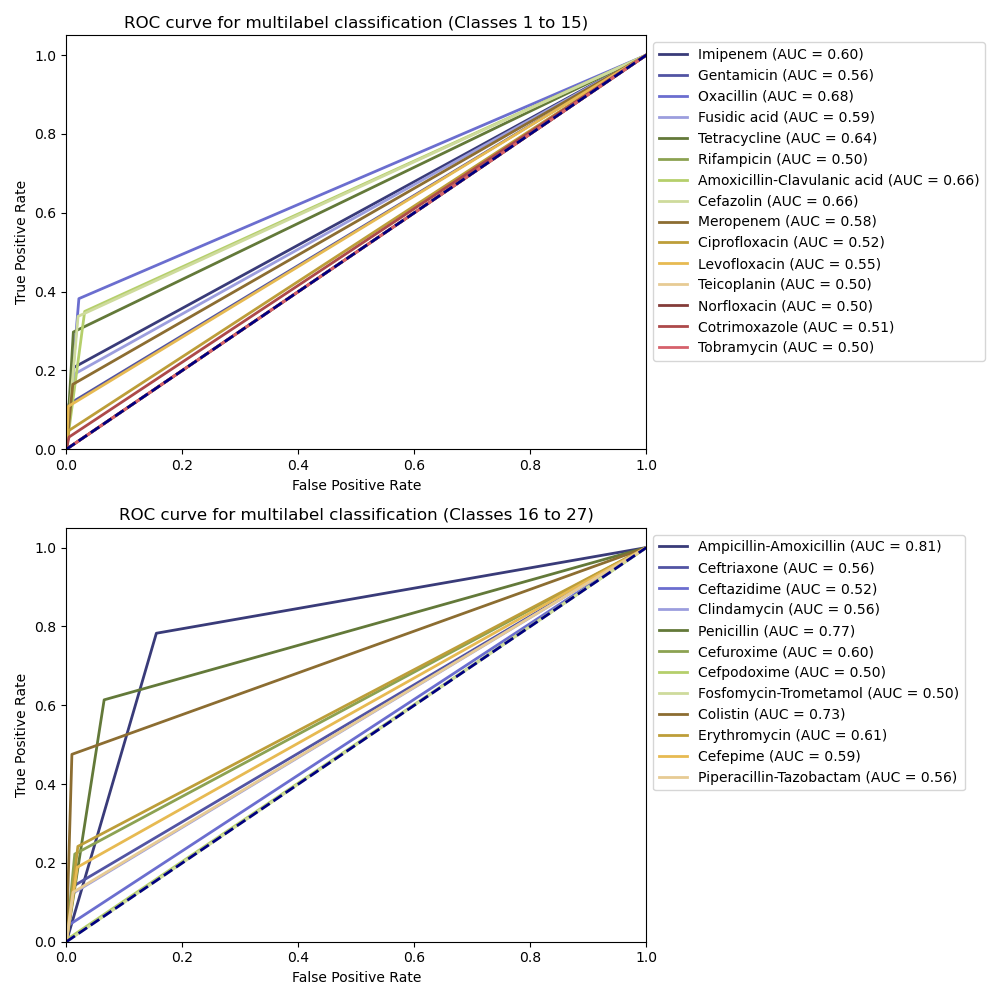 ROC curve for multilabel classification (Classes 1 to 15)
1.0
0.8
0.6
0.4
0.2
0.0
True Positive Rate
0.0 0.2 0.4 0.6 0.8 1.0
False Positive Rate
Imipenem (AUC = 0.60)
Gentamicin (AUC = 0.56)
Oxacillin (AUC = 0.68)
Fusidic acid (AUC = 0.59)
Tetracycline (AUC = 0.64)
Rifampicin (AUC = 0.50)
Amoxicillin-Clavulanic acid (AUC = 0.66)
Cefazolin (AUC = 0.66)
Meropenem (AUC = 0.58)
Ciprofloxacin (AUC = 0.52)
Levofloxacin (AUC = 0.55)
Teicoplanin (AUC = 0.50)
Norfloxacin (AUC = 0.50)
Cotrimoxazole (AUC = 0.51)
Tobramycin (AUC = 0.50)
ROC curve for multilabel classification (Classes 16 to 27)
1.0
0.8
0.6
0.4
0.2
0.0
True Positive Rate
0.0 0.2 0.4 0.6 0.8 1.0
False Positive Rate
Ampicillin-Amoxicillin (AUC = 0.81)
Ceftriaxone (AUC = 0.56)
Ceftazidime (AUC = 0.52)
Clindamycin (AUC = 0.56)
Penicillin (AUC = 0.77)
Cefuroxime (AUC = 0.60)
Cefpodoxime (AUC = 0.50)
Fosfomycin-Trometamol (AUC = 0.50)
Colistin (AUC = 0.73)
Erythromycin (AUC = 0.61)
Cefepime (AUC = 0.59)
Piperacillin-Tazobactam (AUC = 0.56)